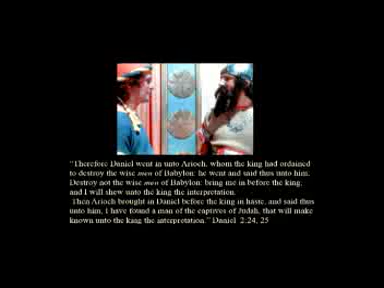 “Therefore Daniel went in unto Arioch, whom the king had ordained
to destroy the wise men of Babylon: he went and said thus unto him.
Destroy not the wise men of Babylon: bring me in before the king,
and I will shew unto the king the interpretation.
Then Arioch brought in Daniel before the king in haste, and said thus
unto him, I have found a man of the captives of Judah, that will make
known unto the king the interpretation.” Daniel 2:24, 25